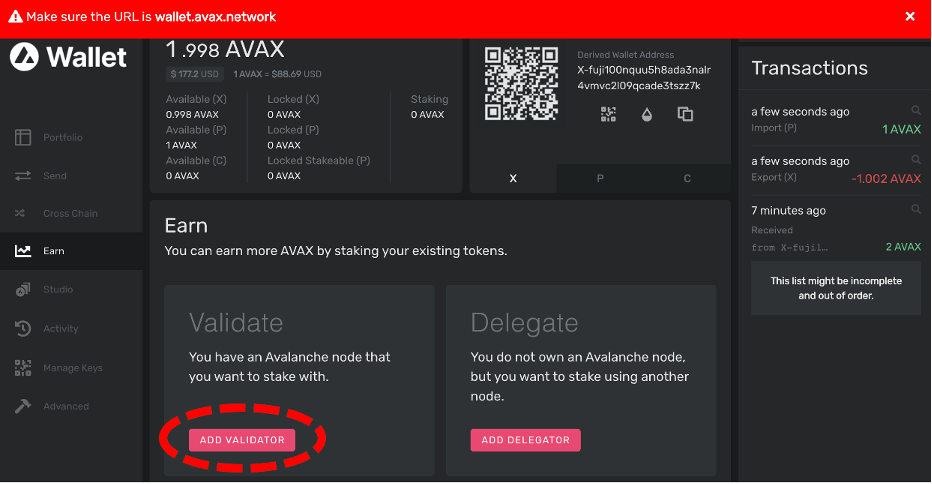 Make sure the URL is wallet.avax.network
Wallet
Portfolio
Send
Cross Chain
Earn
Studio
Activity
Manage Keys
Advanced
1.998 AVAX
$ 177.2 USD 1 AVAX = $88.69 USD
Available (X)
0.998 AVAX
Available (P)
1 AVAX
Available (C)
0 AVAX
Locked (X)
0 AVAX
Locked (P)
0 AVAX
Locked Stakeable (P)
0 AVAX
Staking
0 AVAX
Derived Wallet Address
X-fuji100nquu5h8ada3nalr
4vmvc2l09qcade3tszz7k
X P C
Earn
You can earn more AVAX by staking your existing tokens.
Validate
You have an Avalanche node that
you want to stake with.
ADD VALIDATOR
Delegate
You do not own an Avalanche node,
but you want to stake using another
node.
ADD DELEGATOR
Transactions
a few seconds ago
Import (P) 1 AVAX
a few seconds ago
Export (X) -1.002 AVAX
7 minutes ago
Received
from X-fuji1… 2 AVAX
This list might be incomplete
and out of order.